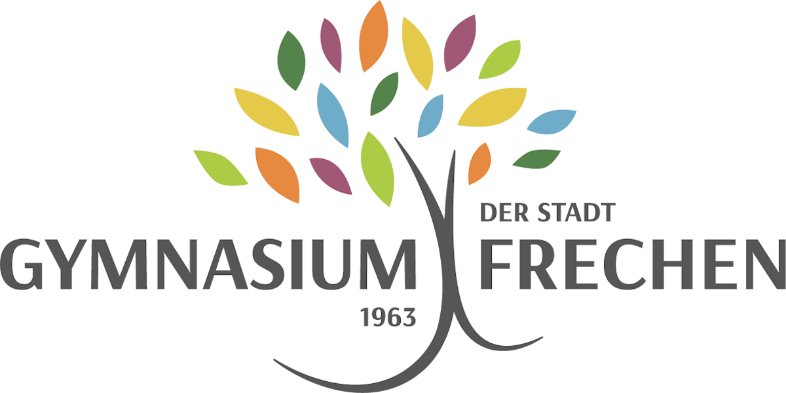 DER STADT
GYMNASIUM FRECHEN
1963